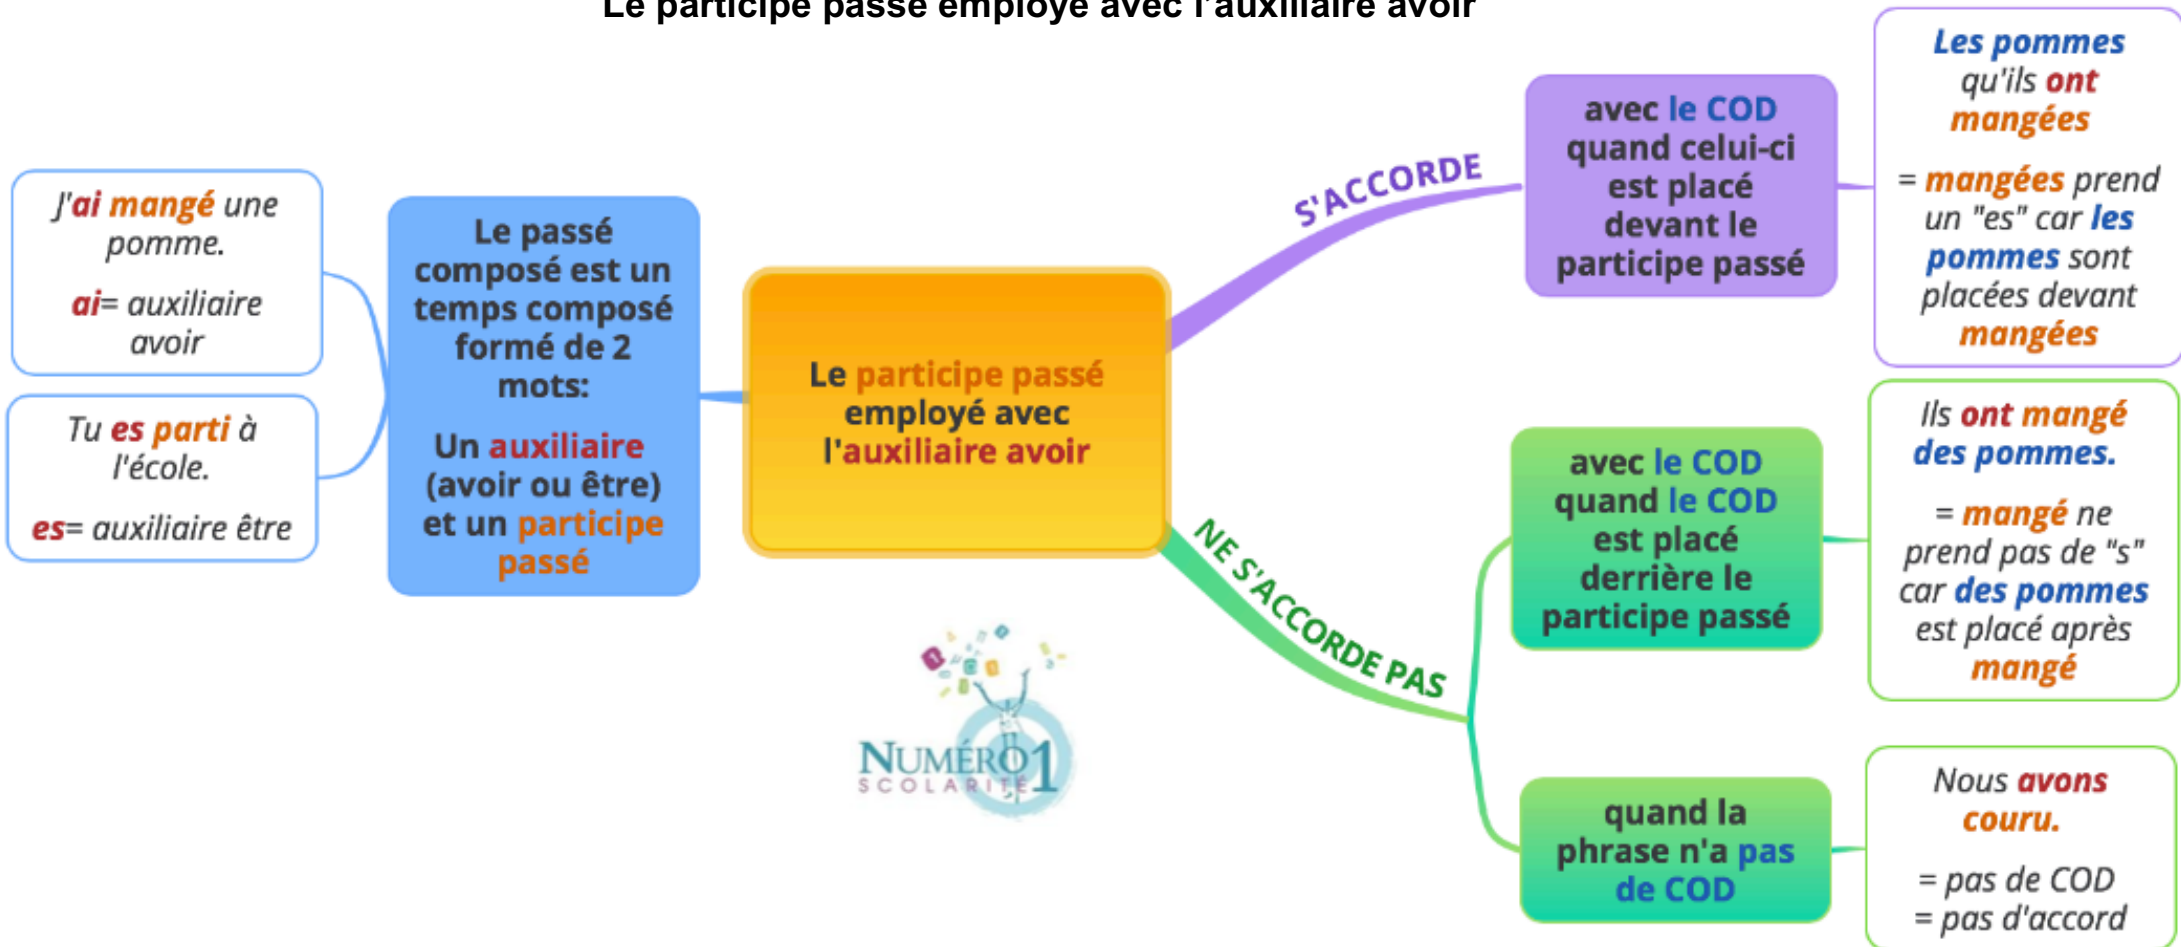 Le participe passé employé avec l'auxiliaire avoir
J'ai mangé une
pomme.
ai= auxiliaire
avoir
Tu es parti à
l'école.
es= auxiliaire être
Le passé
composé est un
temps composé
formé de 2
mots:
Un auxiliaire
(avoir ou être)
et un participe
passé
Le participe passé
employé avec
l'auxiliaire avoir
S'ACCORDE
avec le COD
quand celui-ci
est placé
devant le
participe passé
Les pommes
qu'ils ont
mangées
= mangées prend
un "es" car les
pommes sont
placées devant
mangées
NE S'ACCORDE PAS
avec le COD
quand le COD
est placé
derrière le
participe passé
Ils ont mangé
des pommes.
= mangé ne
prend pas de "s"
car des pommes
est placé après
mangé
quand la
phrase n'a pas
de COD
Nous avons
couru.
= pas de COD
= pas d'accord
NUMÉRO1
SCOLARITÉ